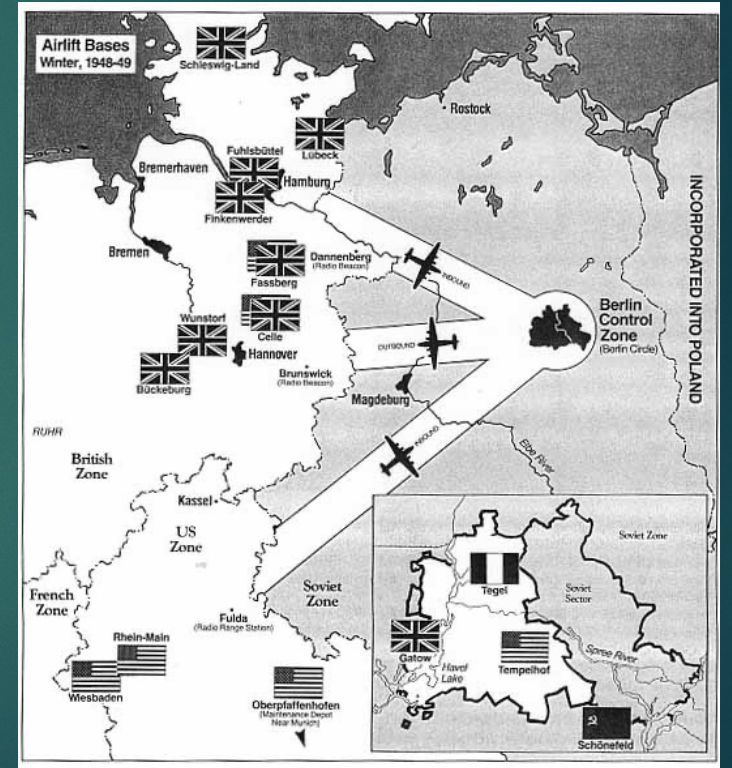 Airlift Bases
Winter, 1948-49
Schleswig-Land
Rostock
Lübeck
Fuhlsbüttel
Hamburg
Bremerhaven
Finkenwerder
INCORPORATED INTO POLAND
Bremen
Dannenberg
(Radio Beacon)
INBOUND
Fassberg
Berlin
Control
Zone
(Berlin Circle)
Wunstorf
Celle
OUTBOUND
Hannover
Bückeburg
Brunswick
(Radio Beacon)
Magdeburg
RUHR
INBOUND
Elbe River
British
Zone
Kassel
US
Zone
Soviet Zone
Tegel
Soviet
Sector
French
Zone
Soviet
Zone
Fulda
(Radio Range Station)
Gatow
Tempelhof
Spree River
Havel
Lake
Rhein-Main
Wiesbaden
Oberpfaffenhofen
(Maintenance Depot
Near Munich)
Schönefeld